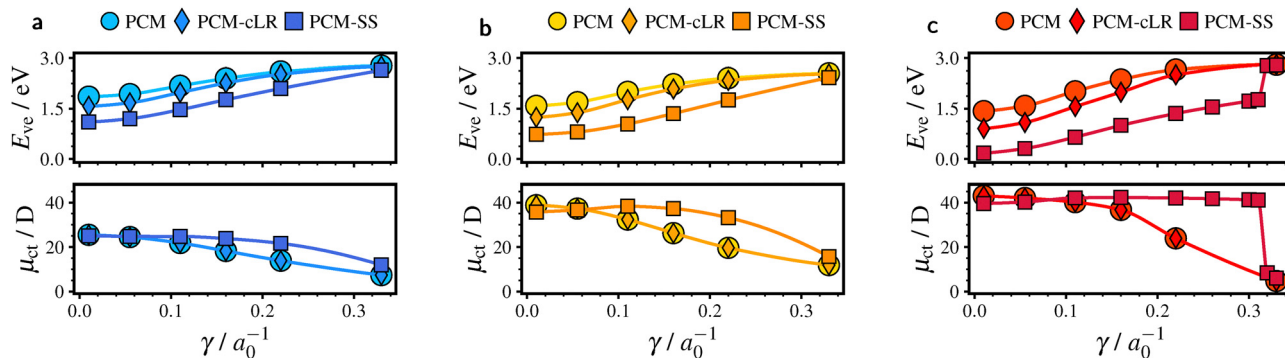 a
PCM PCM-cLR PCM-SS
E_ve / eV
3.0
1.5
0.0
μ_ct / D
40
20
0
0.0 0.1 0.2 0.3
γ / a₀⁻¹
b
PCM PCM-cLR PCM-SS
E_ve / eV
3.0
1.5
0.0
μ_ct / D
40
20
0
0.0 0.1 0.2 0.3
γ / a₀⁻¹
c
PCM PCM-cLR PCM-SS
E_ve / eV
3.0
1.5
0.0
μ_ct / D
40
20
0
0.0 0.1 0.2 0.3
γ / a₀⁻¹